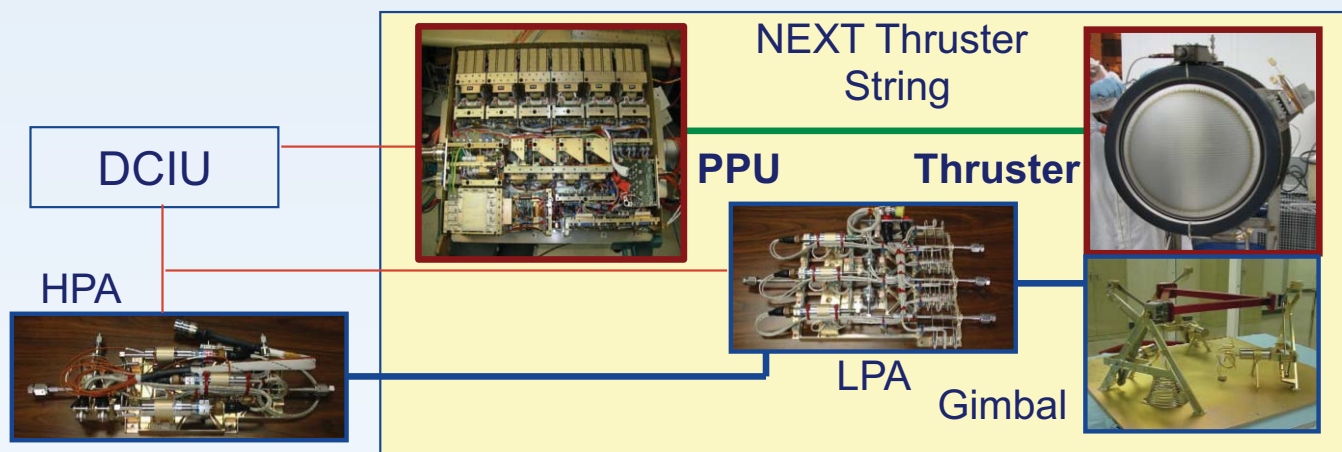 NEXT Thruster
String
DCIU
PPU
Thruster
HPA
LPA
Gimbal